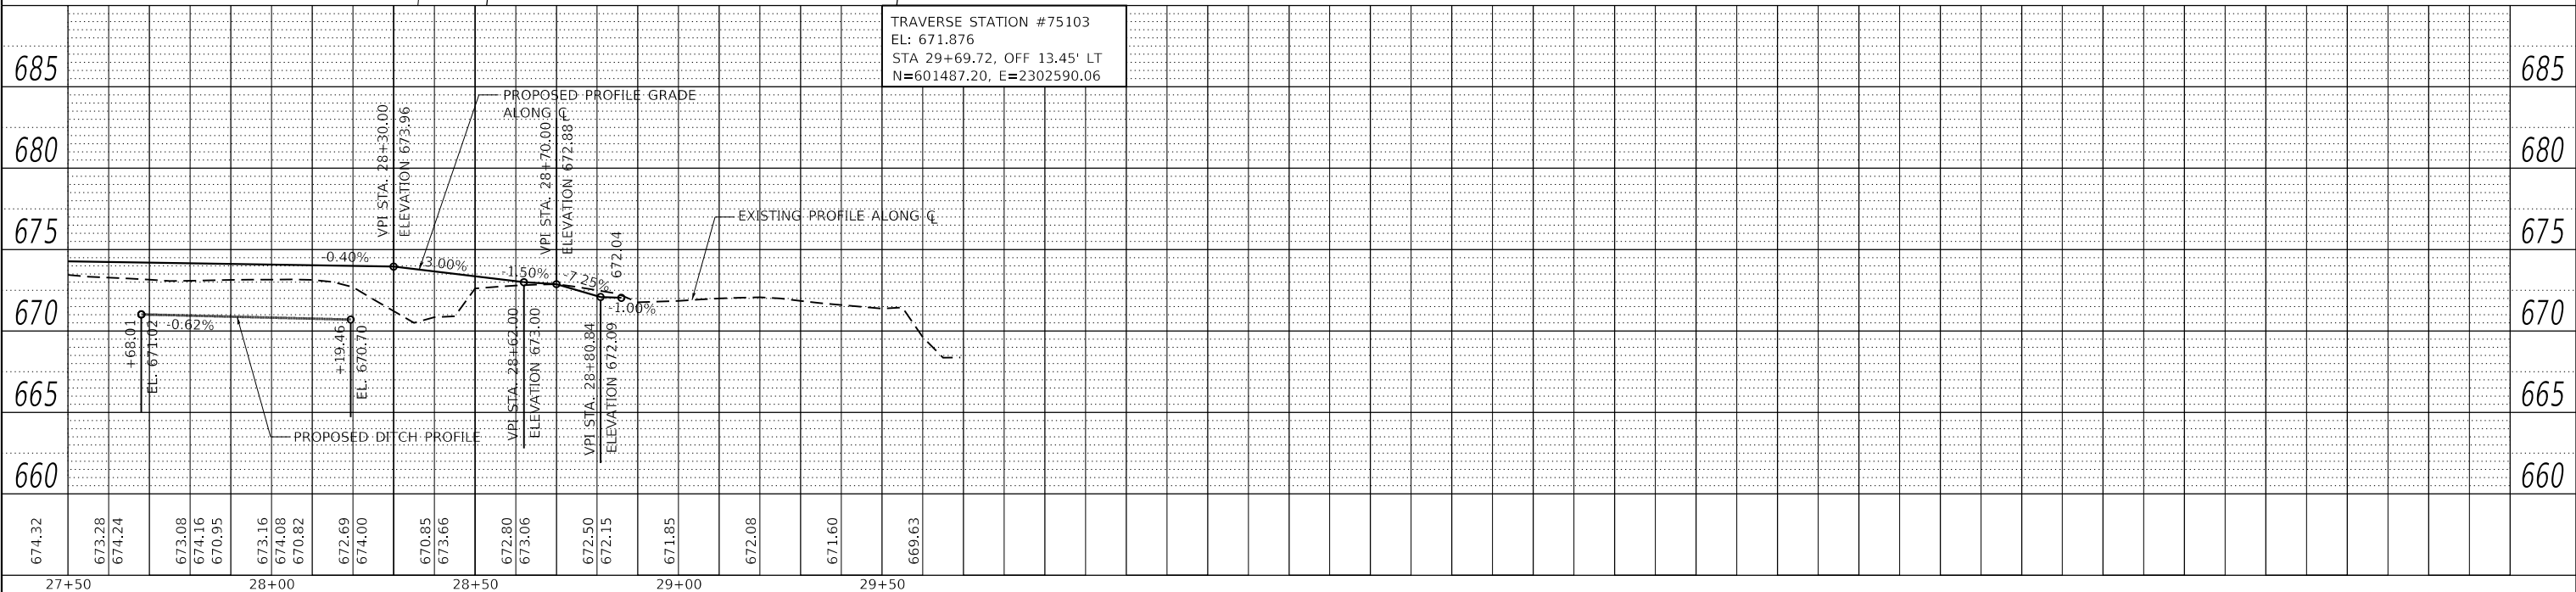 TRAVERSE STATION #75103
EL: 671.876
STA 29+69.72, OFF 13.45' LT
N=601487.20, E=2302590.06
685
685
680
680
675
675
670
670
665
665
660
660
PROPOSED PROFILE GRADE
ALONG ℄
VPI STA. 28+30.00
ELEVATION 673.96
VPI STA. 28+70.00
ELEVATION 672.88
EXISTING PROFILE ALONG ℄
672.04
-0.40%
-3.00%
-1.50%
-7.25%
-1.00%
+68.01
EL. 671.02
-0.62%
+19.46
EL. 670.70
VPI STA. 28+62.00
ELEVATION 673.00
VPI STA. 28+80.84
ELEVATION 672.09
PROPOSED DITCH PROFILE
674.32
673.28
674.24
673.08
674.16
670.95
673.16
674.08
670.82
672.69
674.00
670.85
673.66
672.80
673.06
672.50
672.15
671.85
672.08
671.60
669.63
27+50
28+00
28+50
29+00
29+50